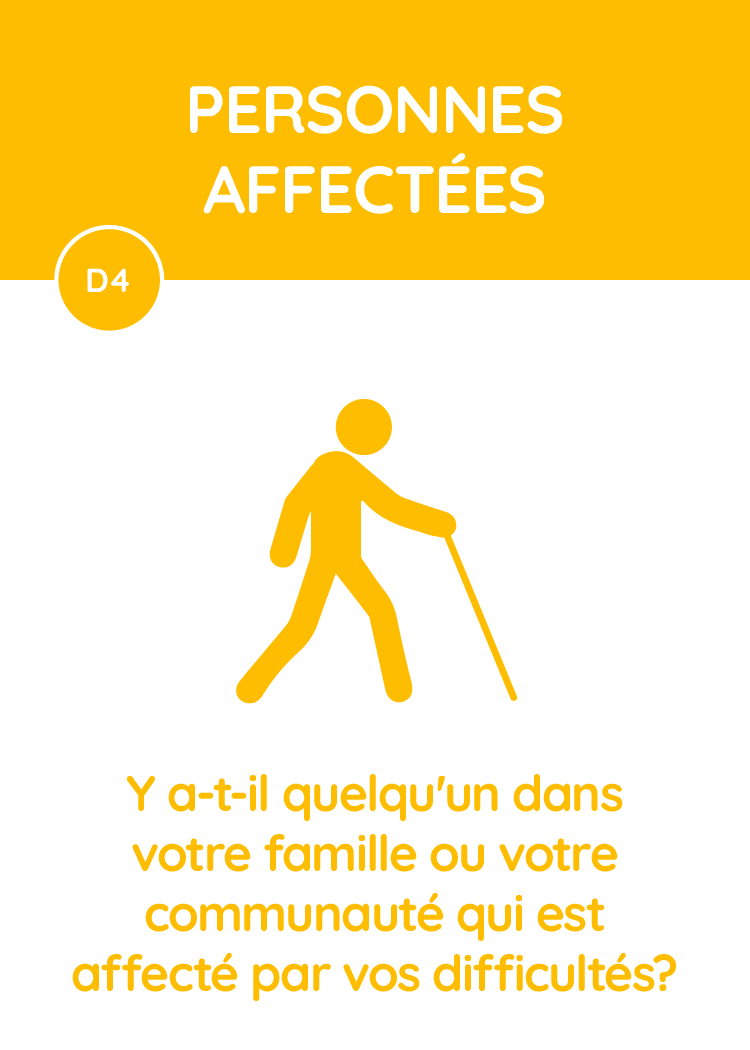 PERSONNES
AFFECTÉES
D4
Y a-t-il quelqu'un dans
votre famille ou votre
communauté qui est
affecté par vos difficultés?